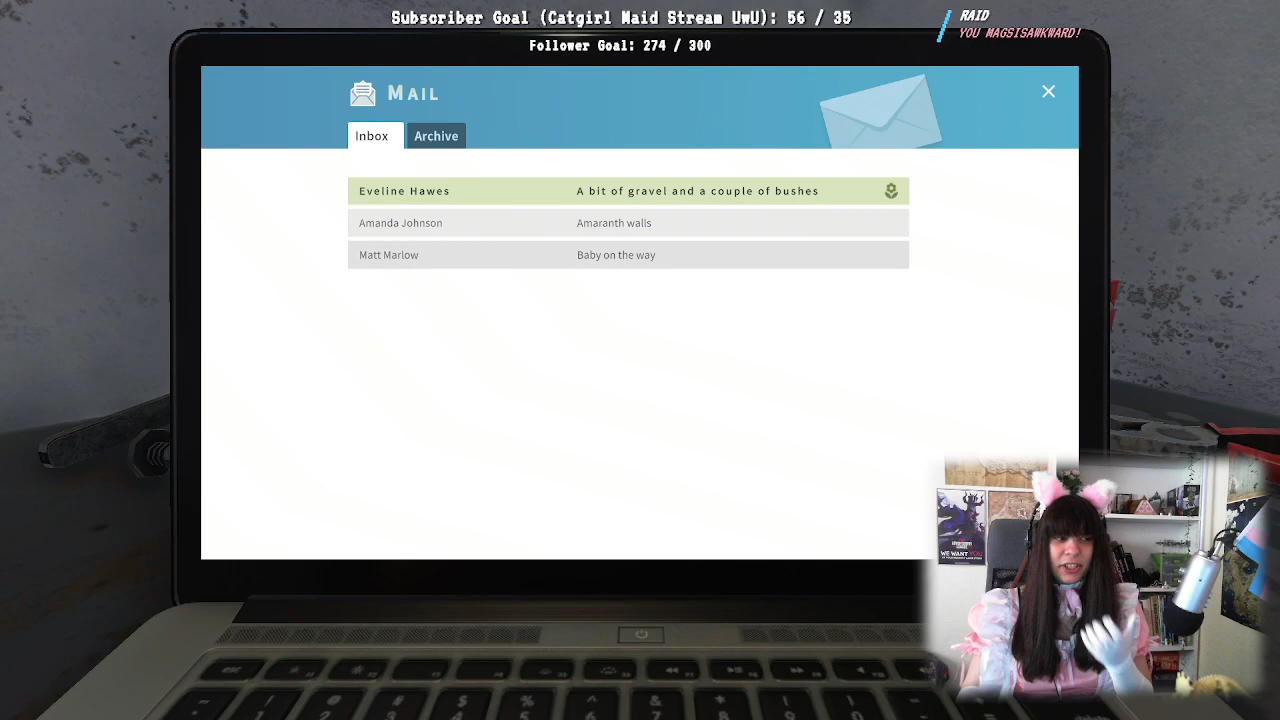 Subscriber Goal (Catgirl Maid Stream UwU): 56 / 35
Follower Goal: 274 / 300
RAID
YOU MAGSISAWKWARD!
MAIL
Inbox
Archive
Eveline Hawes A bit of gravel and a couple of bushes
Amanda Johnson Amaranth walls
Matt Marlow Baby on the way
WE WANT YOU